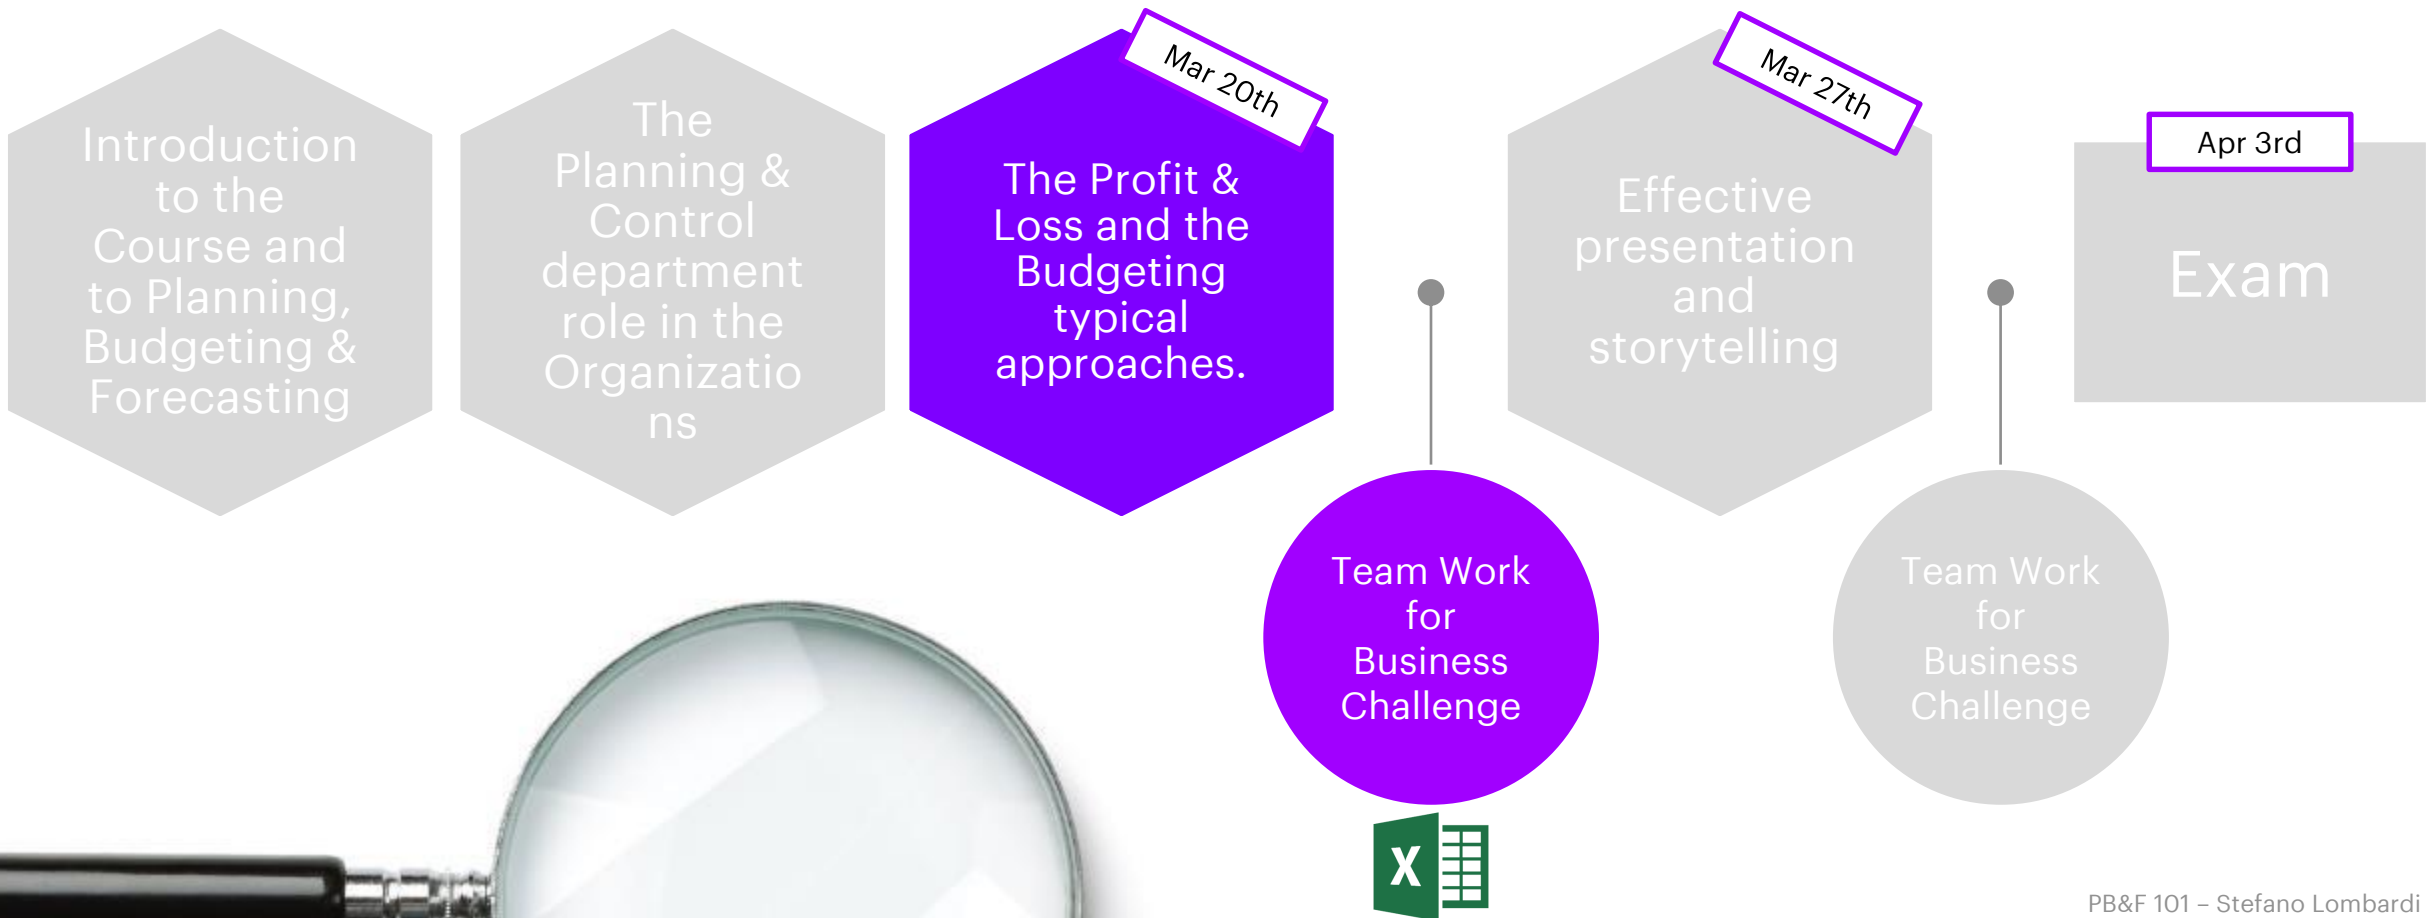 Introduction
to the
Course and
to Planning,
Budgeting &
Forecasting
The
Planning &
Control
department
role in the
Organizatio
ns
Mar 20th
The Profit &
Loss and the
Budgeting
typical
approaches.
Team Work
for
Business
Challenge
X
Mar 27th
Effective
presentation
and
storytelling
Team Work
for
Business
Challenge
Apr 3rd
Exam
PB&F 101 – Stefano Lombardi